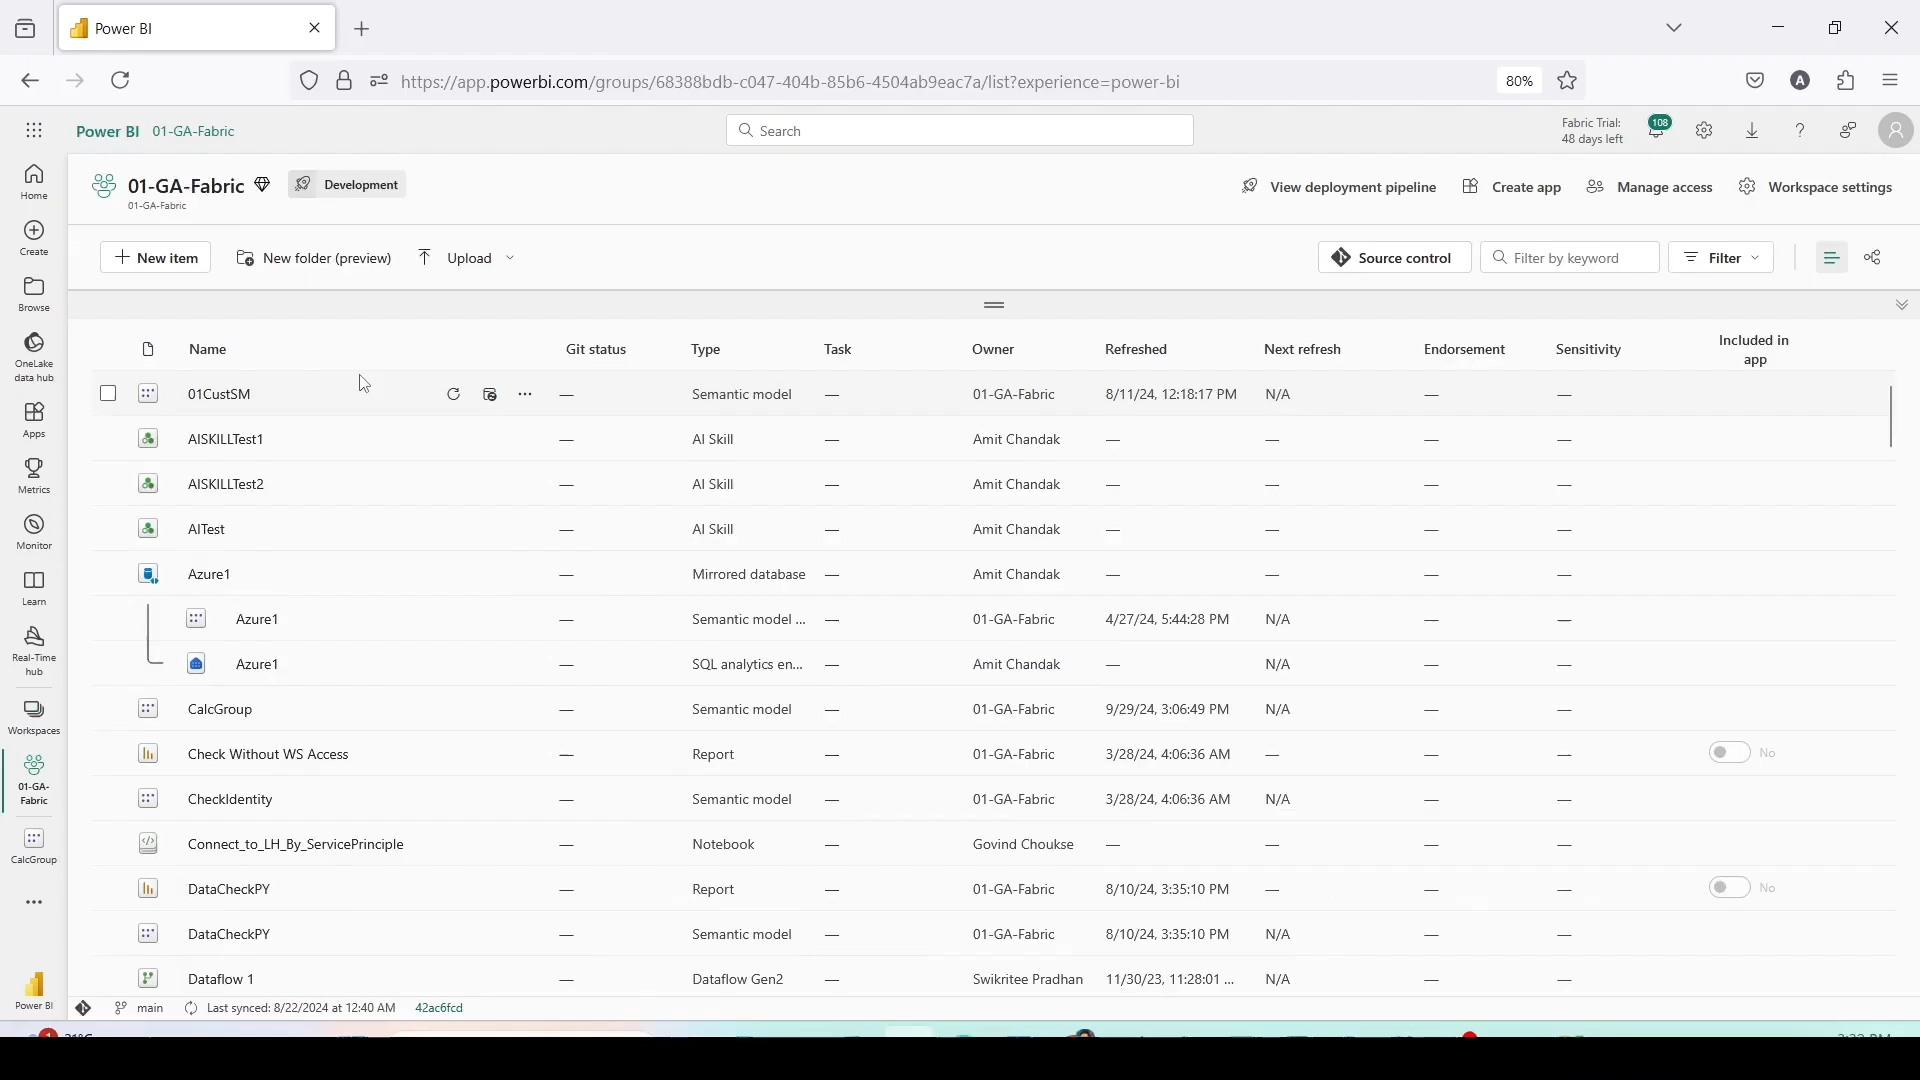 Power BI
https://app.powerbi.com/groups/68388bdb-c047-404b-85b6-4504ab9eac7a/list?experience=power-bi
80%
A
Power BI 01-GA-Fabric
Search
Fabric Trial:
48 days left
108
?
Home
Create
Browse
OneLake
data hub
Apps
Metrics
Monitor
Learn
Real-Time
hub
Workspaces
01-GA-
Fabric
CalcGroup
Power BI
01-GA-Fabric
Development
01-GA-Fabric
View deployment pipeline
Create app
Manage access
Workspace settings
New item
New folder (preview)
Upload
Source control
Filter by keyword
Filter
Name Git status Type Task Owner Refreshed Next refresh Endorsement Sensitivity Included in
app
01CustSM — Semantic model — 01-GA-Fabric 8/11/24, 12:18:17 PM N/A — —
AISKILLTest1 — AI Skill — Amit Chandak — — — —
AISKILLTest2 — AI Skill — Amit Chandak — — — —
AITest — AI Skill — Amit Chandak — — — —
Azure1 — Mirrored database — Amit Chandak — — — —
Azure1 — Semantic model ... — 01-GA-Fabric 4/27/24, 5:44:28 PM N/A — —
Azure1 — SQL analytics en... — Amit Chandak — N/A — —
CalcGroup — Semantic model — 01-GA-Fabric 9/29/24, 3:06:49 PM N/A — —
Check Without WS Access — Report — 01-GA-Fabric 3/28/24, 4:06:36 AM — — — No
CheckIdentity — Semantic model — 01-GA-Fabric 3/28/24, 4:06:36 AM N/A — —
Connect_to_LH_By_ServicePrinciple — Notebook — Govind Choukse — — — —
DataCheckPY — Report — 01-GA-Fabric 8/10/24, 3:35:10 PM — — — No
DataCheckPY — Semantic model — 01-GA-Fabric 8/10/24, 3:35:10 PM N/A — —
Dataflow 1 — Dataflow Gen2 — Swikritee Pradhan 11/30/23, 11:28:01 ... N/A — —
main
Last synced: 8/22/2024 at 12:40 AM
42ac6fcd